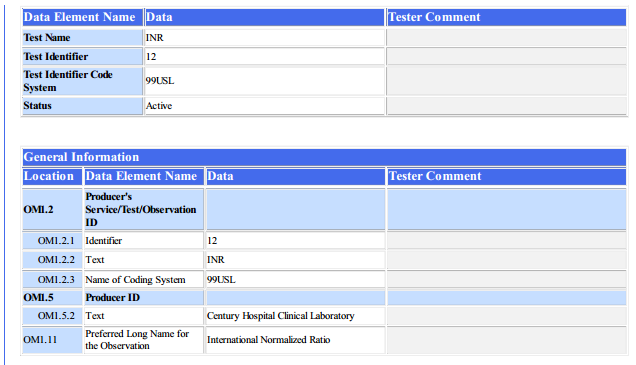 Data Element Name Data Tester Comment
Test Name INR
Test Identifier 12
Test Identifier Code
System 99USL
Status Active
General Information
Location Data Element Name Data Tester Comment
OM1.2 Producer's
Service/Test/Observation
ID
OM1.2.1 Identifier 12
OM1.2.2 Text INR
OM1.2.3 Name of Coding System 99USL
OM1.5 Producer ID
OM1.5.2 Text Century Hospital Clinical Laboratory
OM1.11 Preferred Long Name for
the Observation International Normalized Ratio